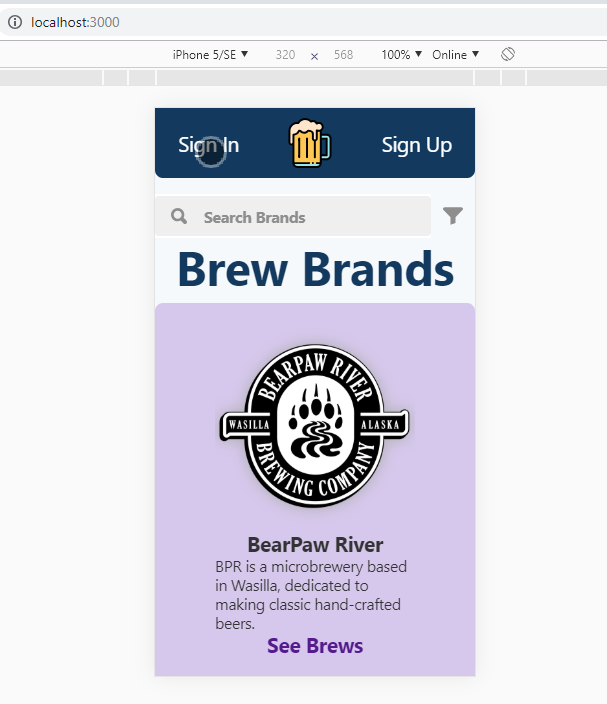 localhost:3000
iPhone 5/SE ▼ 320 × 568 100% ▼ Online ▼
Sign In Sign Up
Search Brands
Brew Brands
BEARPAW RIVER
WASILLA ALASKA
BREWING COMPANY
BearPaw River
BPR is a microbrewery based
in Wasilla, dedicated to
making classic hand-crafted
beers.
See Brews